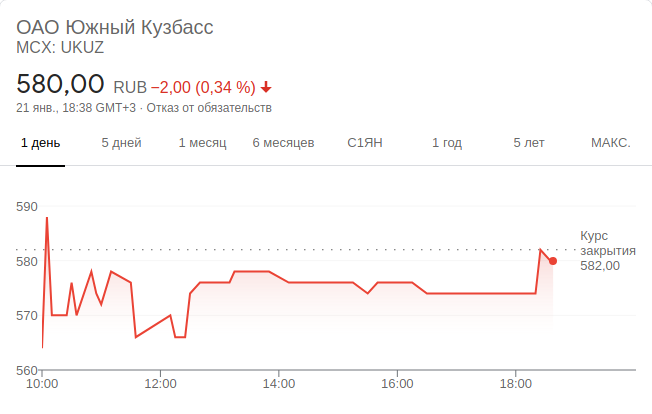 ОАО Южный Кузбасс
MCX: UKUZ
580,00 RUB −2,00 (0,34 %)
21 янв., 18:38 GMT+3 · Отказ от обязательств
1 день 5 дней 1 месяц 6 месяцев С1ЯН 1 год 5 лет МАКС.
590
Курс
закрытия
582,00
580
570
560
10:00 12:00 14:00 16:00 18:00